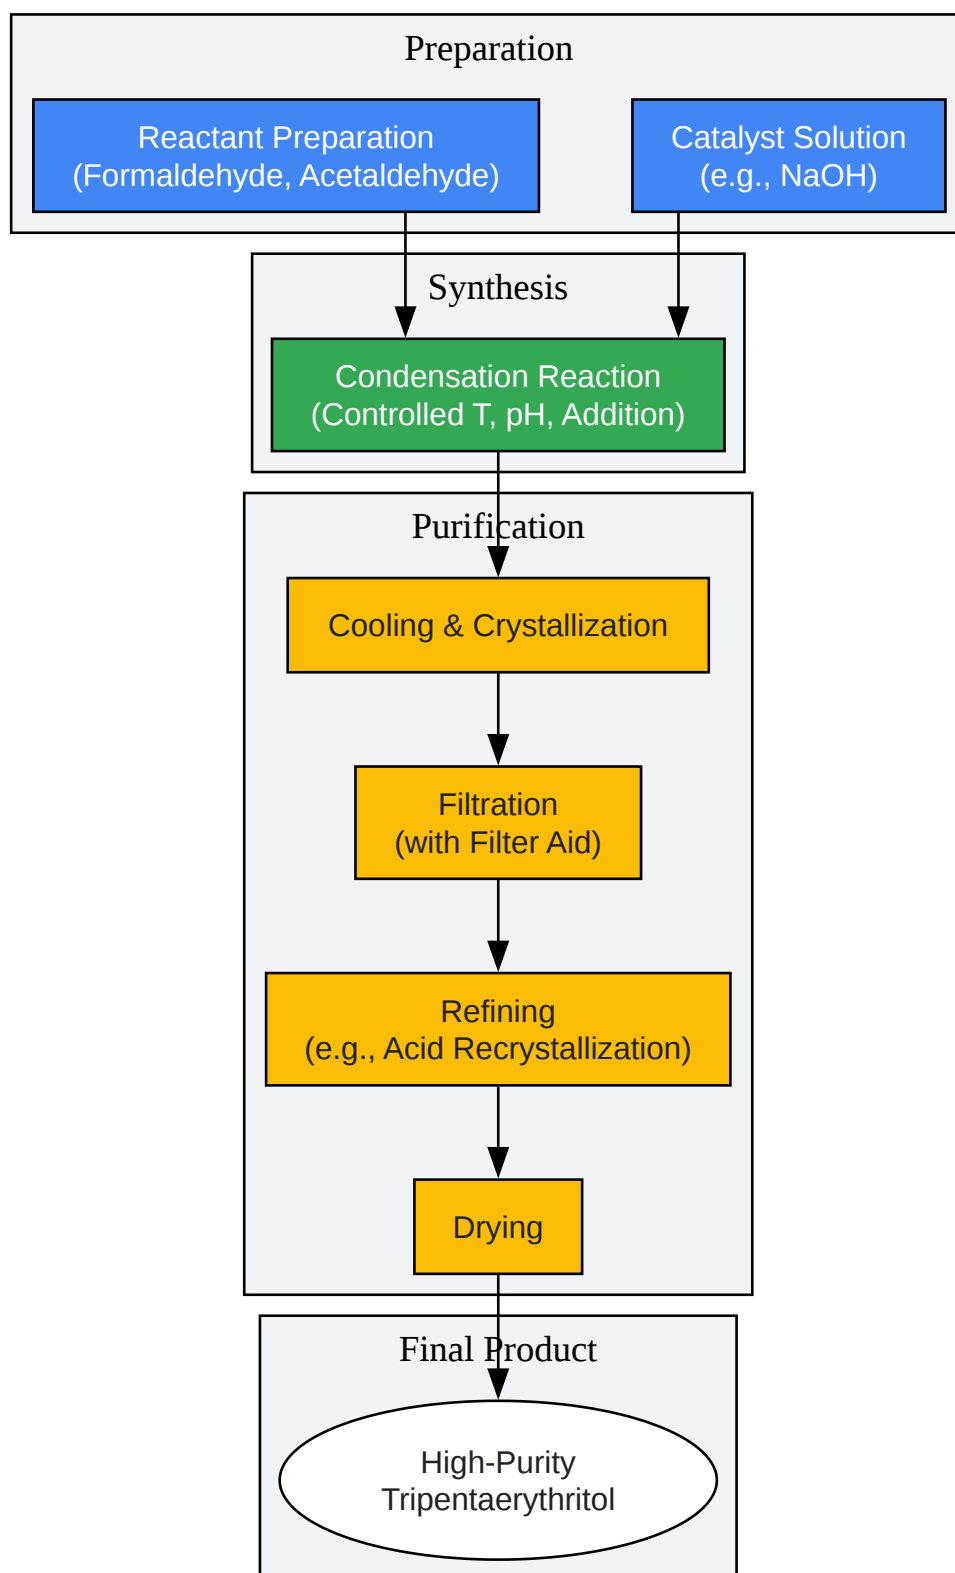 Preparation
Reactant Preparation
(Formaldehyde, Acetaldehyde)
Catalyst Solution
(e.g., NaOH)
Synthesis
Condensation Reaction
(Controlled T, pH, Addition)
Purification
Cooling & Crystallization
Filtration
(with Filter Aid)
Refining
(e.g., Acid Recrystallization)
Drying
Final Product
High-Purity
Tripentaerythritol